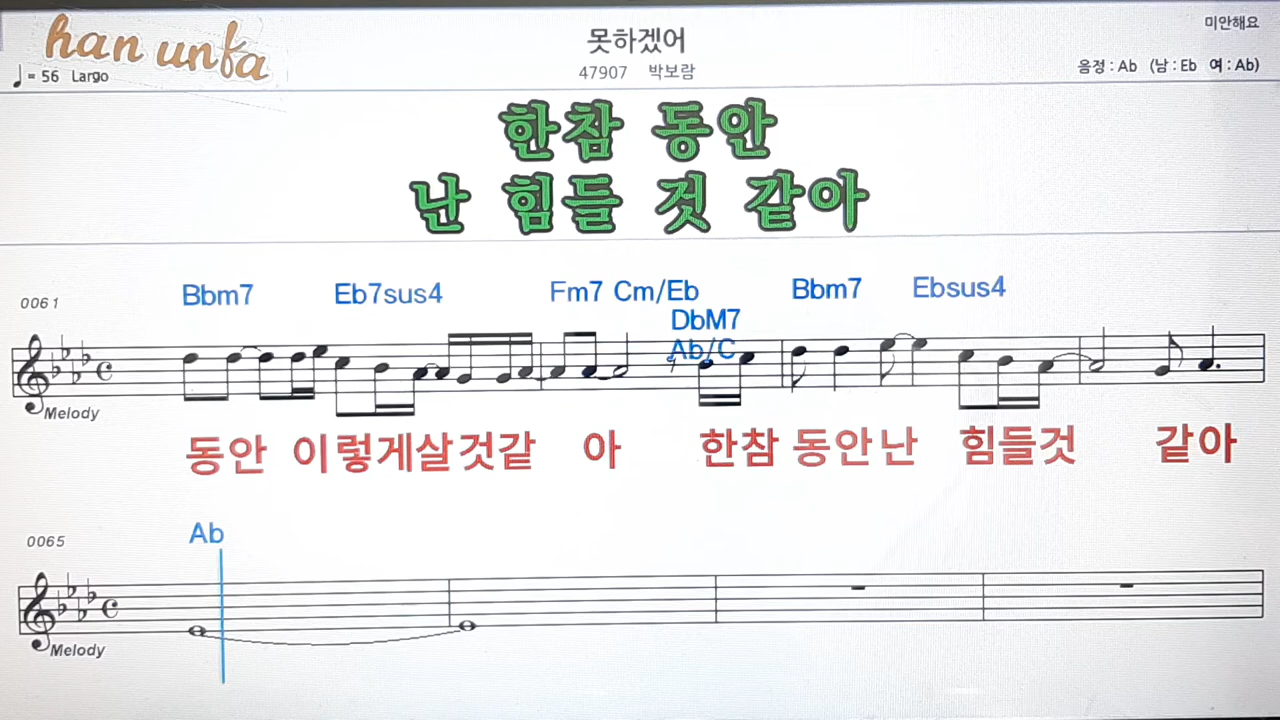 han unfa
못하겠어
미안해요
♩= 56 Largo
47907 박보람
음정 : Ab (남 : Eb 여 : Ab)
한참 동안
난 힘들 것 같아
0061
Bbm7 Eb7sus4 Fm7 Cm/Eb Bbm7 Ebsus4
DbM7
Ab/C
Melody
동안 이렇게살것같 아 한참 동안난 힘들것 같아
0065
Ab
Melody